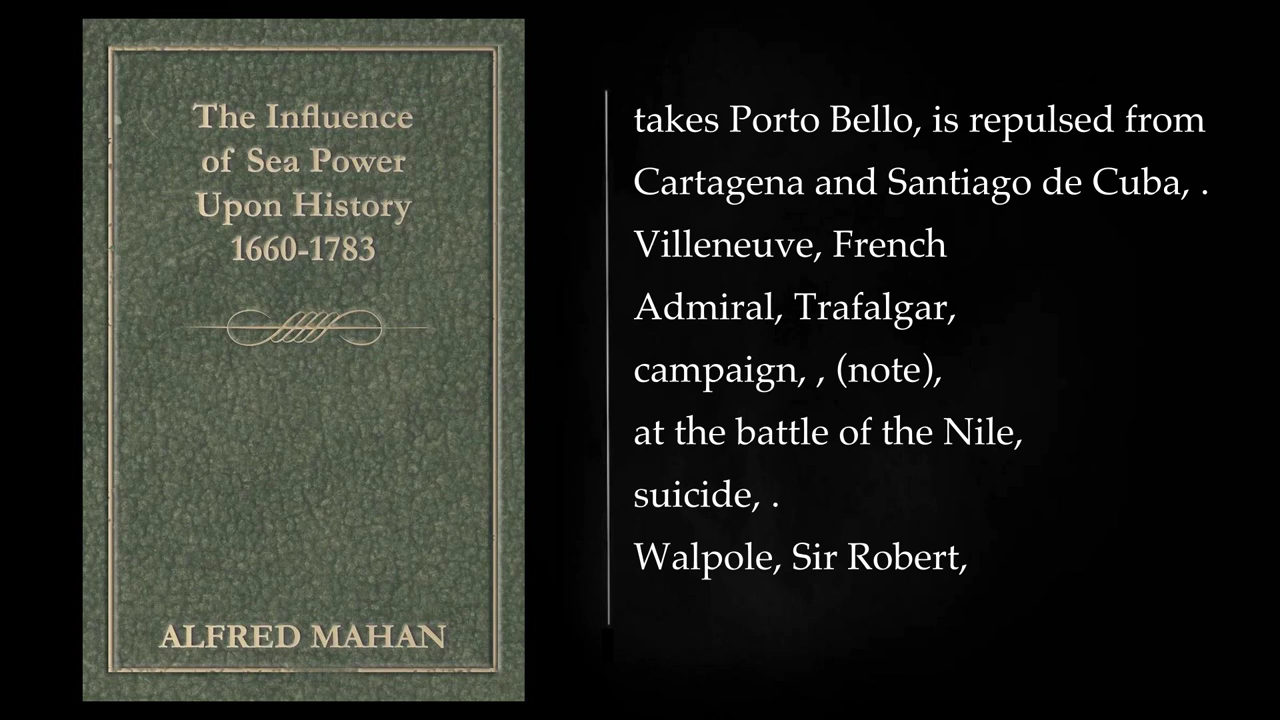 The Influence
of Sea Power
Upon History
1660-1783
ALFRED MAHAN
takes Porto Bello, is repulsed from
Cartagena and Santiago de Cuba, .
Villeneuve, French
Admiral, Trafalgar,
campaign, , (note),
at the battle of the Nile,
suicide, .
Walpole, Sir Robert,